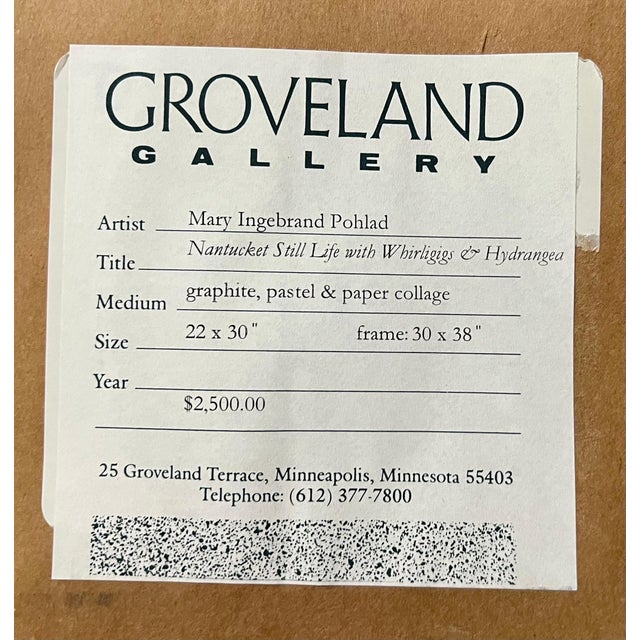 GROVELAND
GALLERY
Artist Mary Ingebrand Pohlad
Title Nantucket Still Life with Whirligigs & Hydrangea
Medium graphite, pastel & paper collage
Size 22 x 30" frame: 30 x 38"
Year
$2,500.00
25 Groveland Terrace, Minneapolis, Minnesota 55403
Telephone: (612) 377-7800